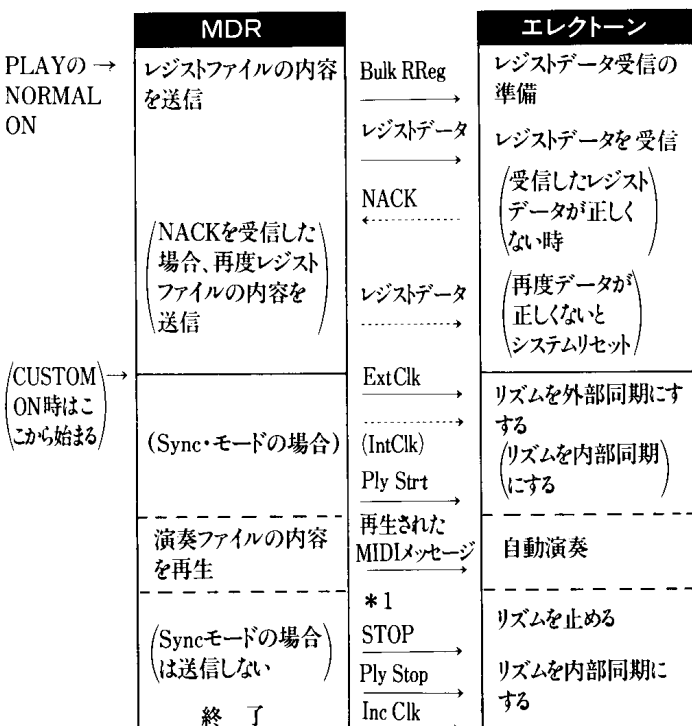 MDR
エレクトーン
PLAYの →
NORMAL
ON
レジストファイルの内容
を送信
Bulk RReg
レジストデータ受信の
準備
レジストデータ
レジストデータを受信
NACK
(受信したレジスト
データが正しく
ない時)
(NACKを受信した
場合、再度レジスト
ファイルの内容を
送信)
レジストデータ
(再度データが
正しくないと
システムリセット)
(CUSTOM →
ON時はこ
こから始まる)
ExtClk
リズムを外部同期にす
する
(Sync・モードの場合)
(IntClk)
(リズムを内部同期
にする)
Ply Strt
演奏ファイルの内容
を再生
再生された
MIDIメッセージ
自動演奏
*1
(Syncモードの場合
は送信しない)
STOP
リズムを止める
Ply Stop
リズムを内部同期に
する
終 了
Inc Clk